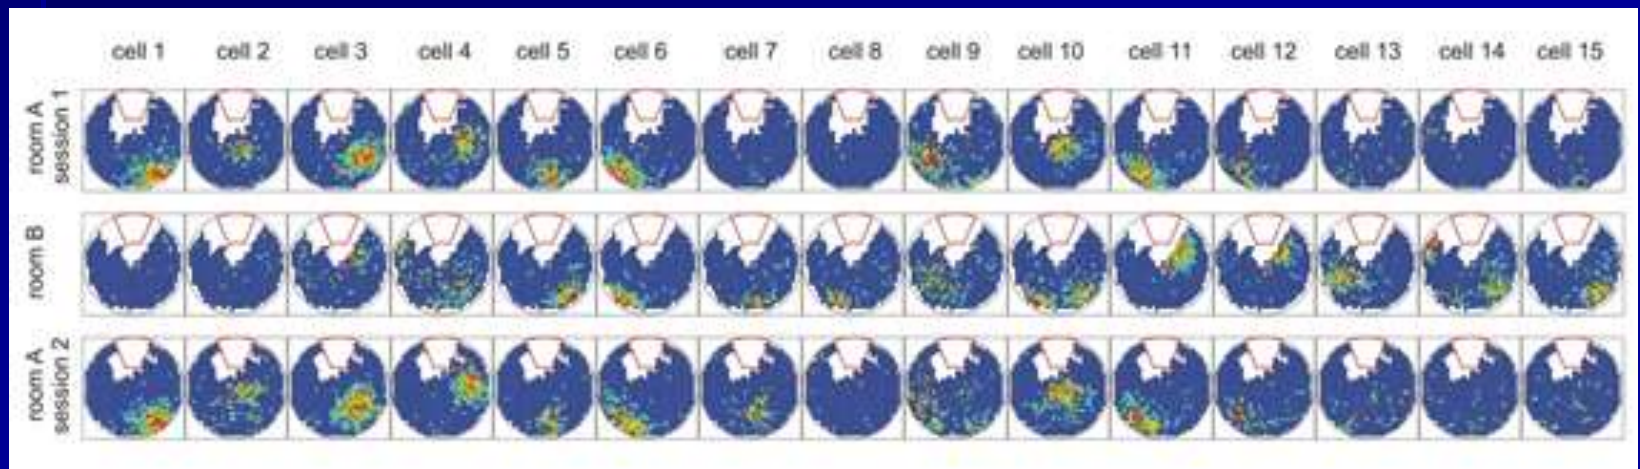 cell 1 cell 2 cell 3 cell 4 cell 5 cell 6 cell 7 cell 8 cell 9 cell 10 cell 11 cell 12 cell 13 cell 14 cell 15
room A
session 1
room B
room A
session 2